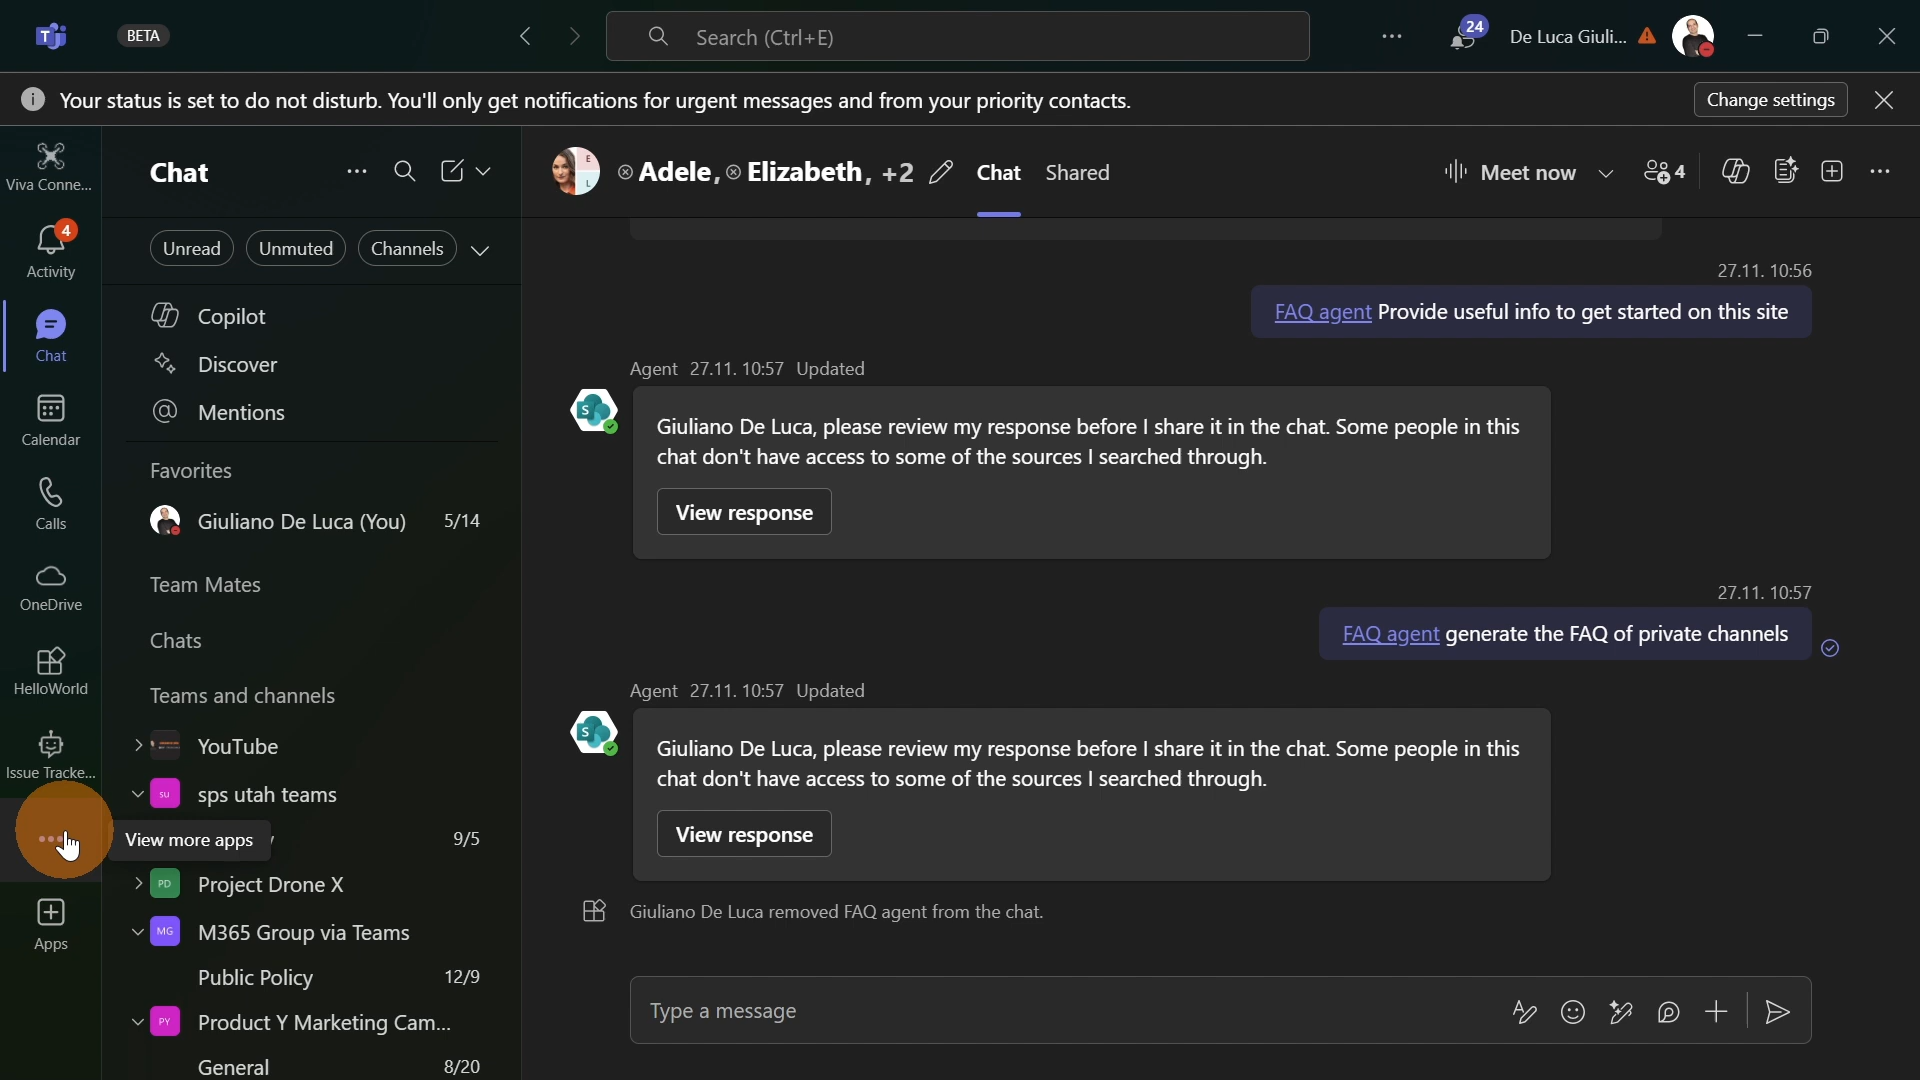 BETA
Search (Ctrl+E)
24
De Luca Giuli...
Your status is set to do not disturb. You'll only get notifications for urgent messages and from your priority contacts.
Change settings
Viva Conne...
4
Activity
Chat
Calendar
Calls
OneDrive
HelloWorld
Issue Tracke...
View more apps
Apps
Chat
Unread
Unmuted
Channels
Copilot
Discover
@ Mentions
Favorites
Giuliano De Luca (You) 5/14
Team Mates
Chats
Teams and channels
YouTube
su sps utah teams
9/5
PD Project Drone X
MG M365 Group via Teams
Public Policy 12/9
PY Product Y Marketing Cam...
General 8/20
E
L
Adele, Elizabeth, +2
Chat
Shared
Meet now
4
27.11. 10:56
FAQ agent Provide useful info to get started on this site
Agent 27.11. 10:57 Updated
Giuliano De Luca, please review my response before I share it in the chat. Some people in this
chat don't have access to some of the sources I searched through.
View response
27.11. 10:57
FAQ agent generate the FAQ of private channels
Agent 27.11. 10:57 Updated
Giuliano De Luca, please review my response before I share it in the chat. Some people in this
chat don't have access to some of the sources I searched through.
View response
Giuliano De Luca removed FAQ agent from the chat.
Type a message